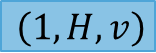 (1, H, v)